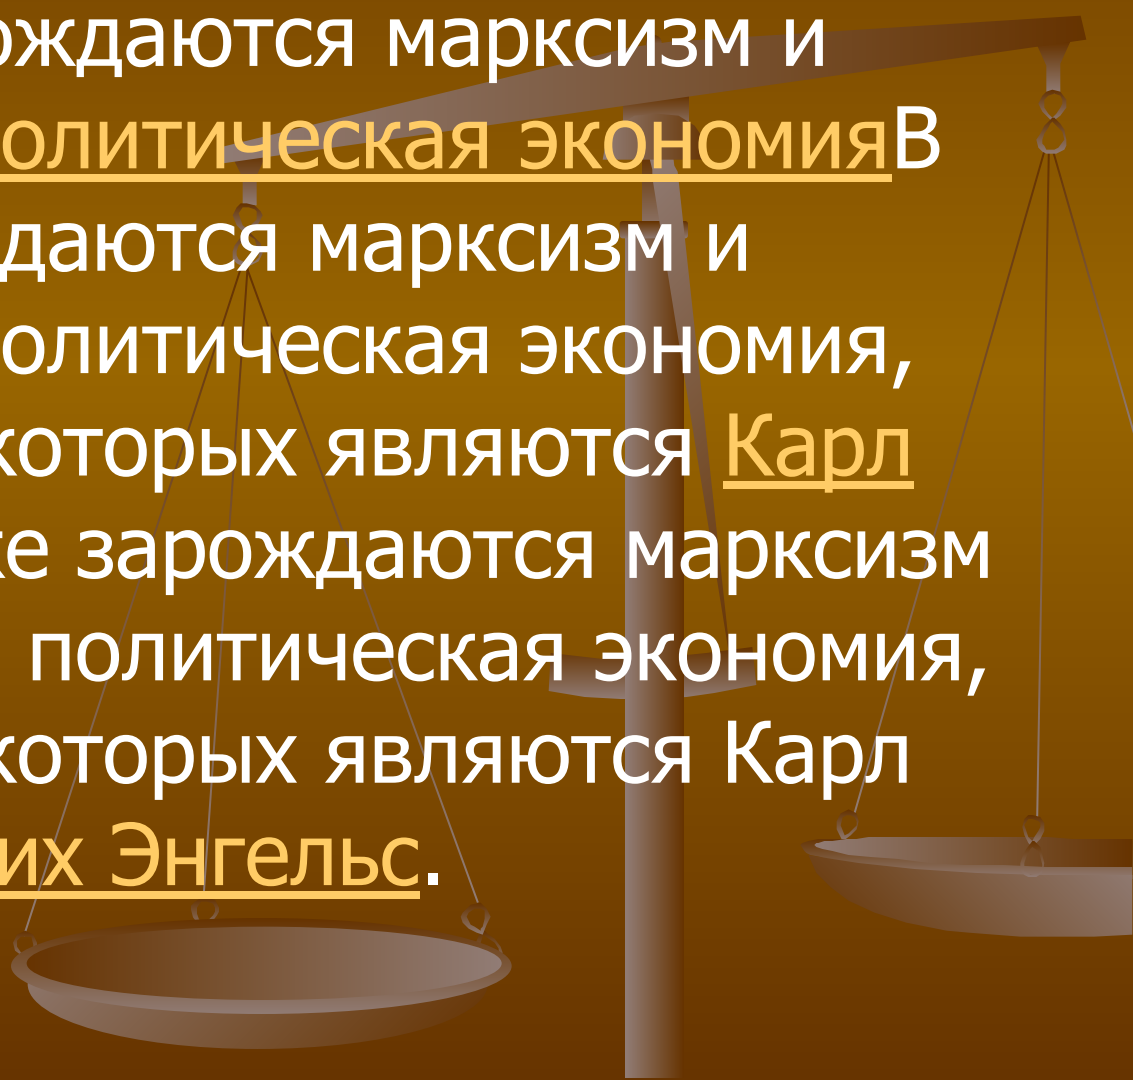 ождаются марксизм и
олитическая экономияВ
даются марксизм и
олитическая экономия,
которых являются Карл
же зарождаются марксизм
политическая экономия,
которых являются Карл
их Энгельс.